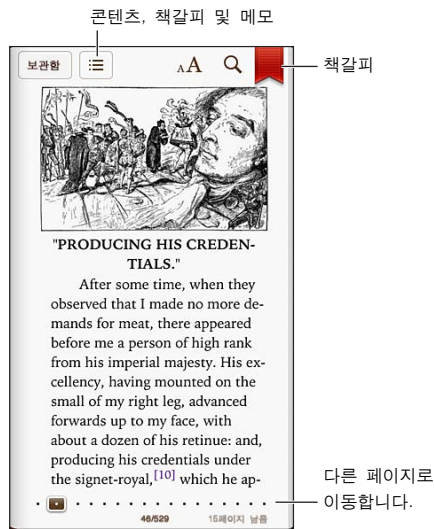 콘텐츠, 책갈피 및 메모
보관함
AA
책갈피
"PRODUCING HIS CREDEN-
TIALS."
After some time, when they
observed that I made no more de-
mands for meat, there appeared
before me a person of high rank
from his imperial majesty. His ex-
cellency, having mounted on the
small of my right leg, advanced
forwards up to my face, with
about a dozen of his retinue: and,
producing his credentials under
the signet-royal,[10] which he ap-
다른 페이지로
이동합니다.
46/529
15페이지 남음